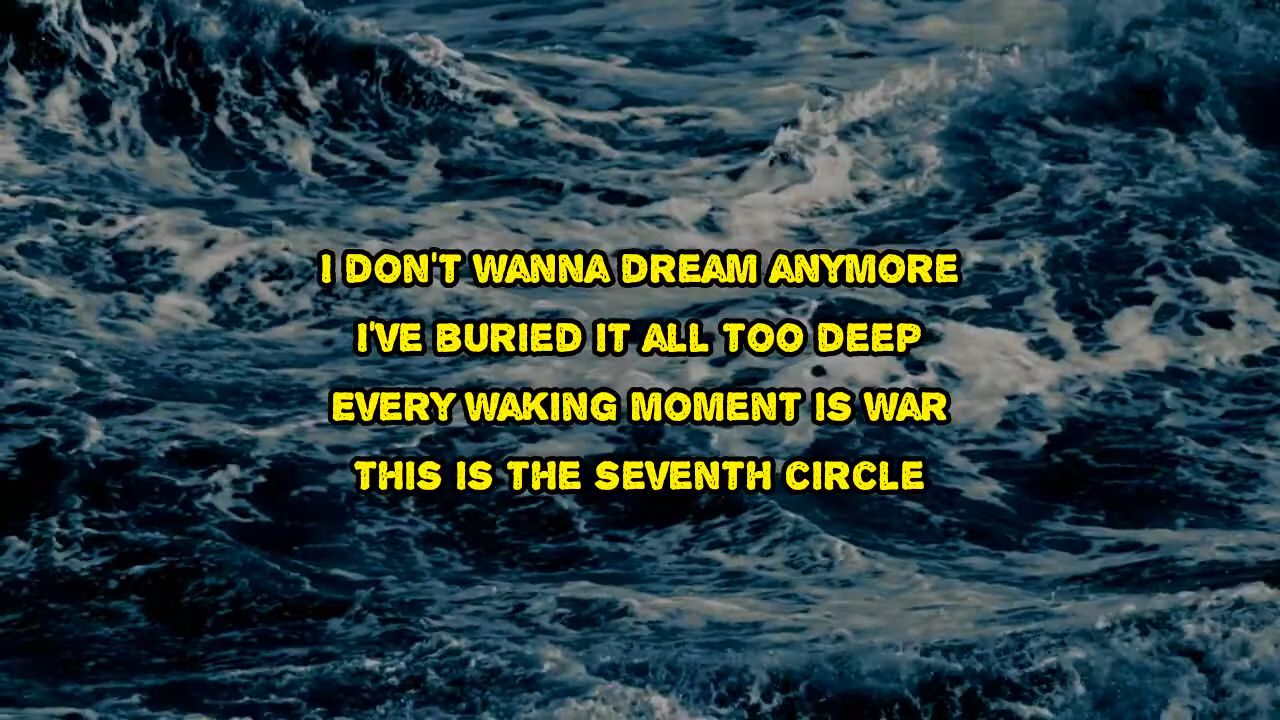 I DON'T WANNA DREAM ANYMORE
I'VE BURIED IT ALL TOO DEEP
EVERY WAKING MOMENT IS WAR
THIS IS THE SEVENTH CIRCLE